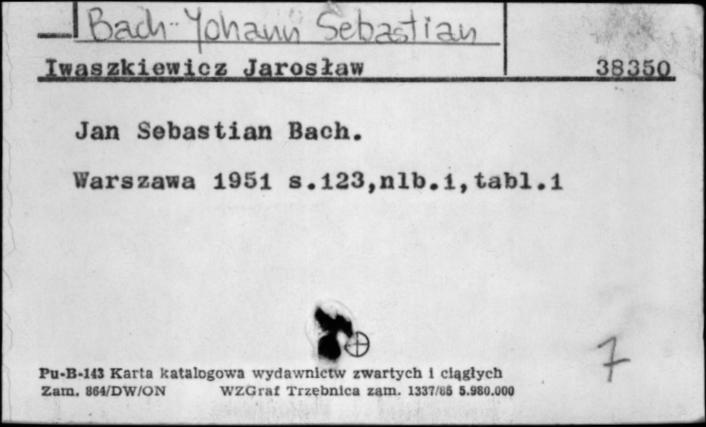 Bach Johann Sebastian
Iwaszkiewicz Jarosław 38350
Jan Sebastian Bach.
Warszawa 1951 s.123,nlb.1,tabl.1
7
Pu-B-143 Karta katalogowa wydawnictw zwartych i ciągłych
Zam. 864/DW/ON WZGraf Trzebnica zam. 1337/85 5.980.000